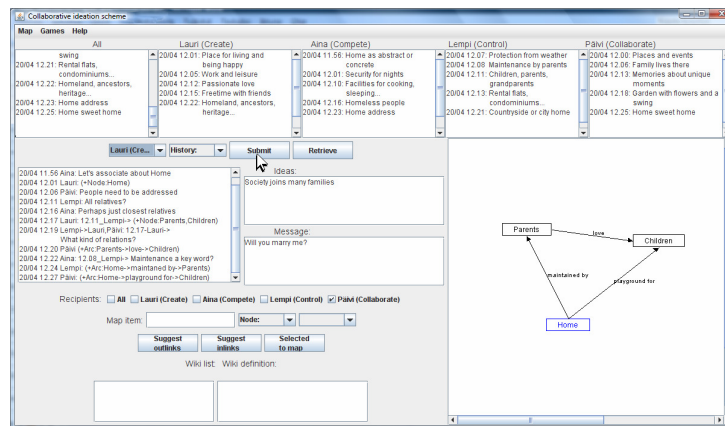 Collaborative ideation scheme
Map Games Help
All
swing
20/04 12.21: Rental flats,
condominiums...
20/04 12.22: Homeland, ancestors,
heritage...
20/04 12.23: Home address
20/04 12.25: Home sweet home
Lauri (Create)
20/04 12.01: Place for living and
being happy
20/04 12.05: Work and leisure
20/04 12.12: Passionate love
20/04 12.15: Freetime with friends
20/04 12.22: Homeland, ancestors,
heritage...
Aina (Compete)
20/04 11.56: Home as abstract or
concrete
20/04 12.01: Security for nights
20/04 12.10: Facilities for cooking,
sleeping...
20/04 12.16: Homeless people
20/04 12.23: Home address
Lempi (Control)
20/04 12.07: Protection from weather
20/04 12.08: Maintenance by parents
20/04 12.11: Children, parents,
grandparents
20/04 12.13: Rental flats,
condominiums...
20/04 12.21: Countryside or city home
Päivi (Collaborate)
20/04 12.00: Places and events
20/04 12.06: Family lives there
20/04 12.13: Memories about unique
moments
20/04 12.18: Garden with flowers and a
swing
20/04 12.25: Home sweet home
Lauri (Cre... History: Submit Retrieve
20/04 11.56 Aina: Let's associate about Home
20/04 12.01 Lauri: (+Node:Home)
20/04 12.06 Päivi: People need to be addressed
20/04 12.11 Lempi: All relatives?
20/04 12.16 Aina: Perhaps just closest relatives
20/04 12.17 Lauri: 12.11_Lempi-> (+Node:Parents,Children)
20/04 12.19 Lempi->Lauri,Päivi: 12.17-Lauri->
What kind of relations?
20/04 12.20 Päivi (+Arc:Parents->love->Children)
20/04 12.22 Aina: 12.08_Lempi-> Maintenance a key word?
20/04 12.24 Lempi: (+Arc:Home->maintaned by->Parents)
20/04 12.27 Päivi: (+Arc:Home->playground for->Children)
Ideas:
Society joins many families
Message:
Will you marry me?
Recipients: All Lauri (Create) Aina (Compete) Lempi (Control) Päivi (Collaborate)
Map item: Node:
Suggest outlinks
Suggest inlinks
Selected to map
Wiki list: Wiki definition:
Parents
love
Children
maintained by
playground for
Home